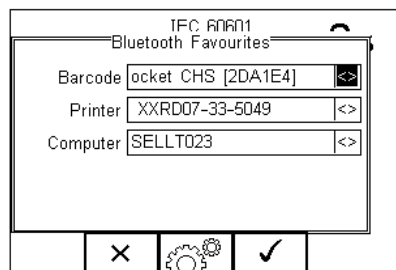 IEC 60601
Bluetooth Favourites
Barcode ocket CHS [2DA1E4] <>
Printer XXRD07-33-5049 <>
Computer SELLT023 <>